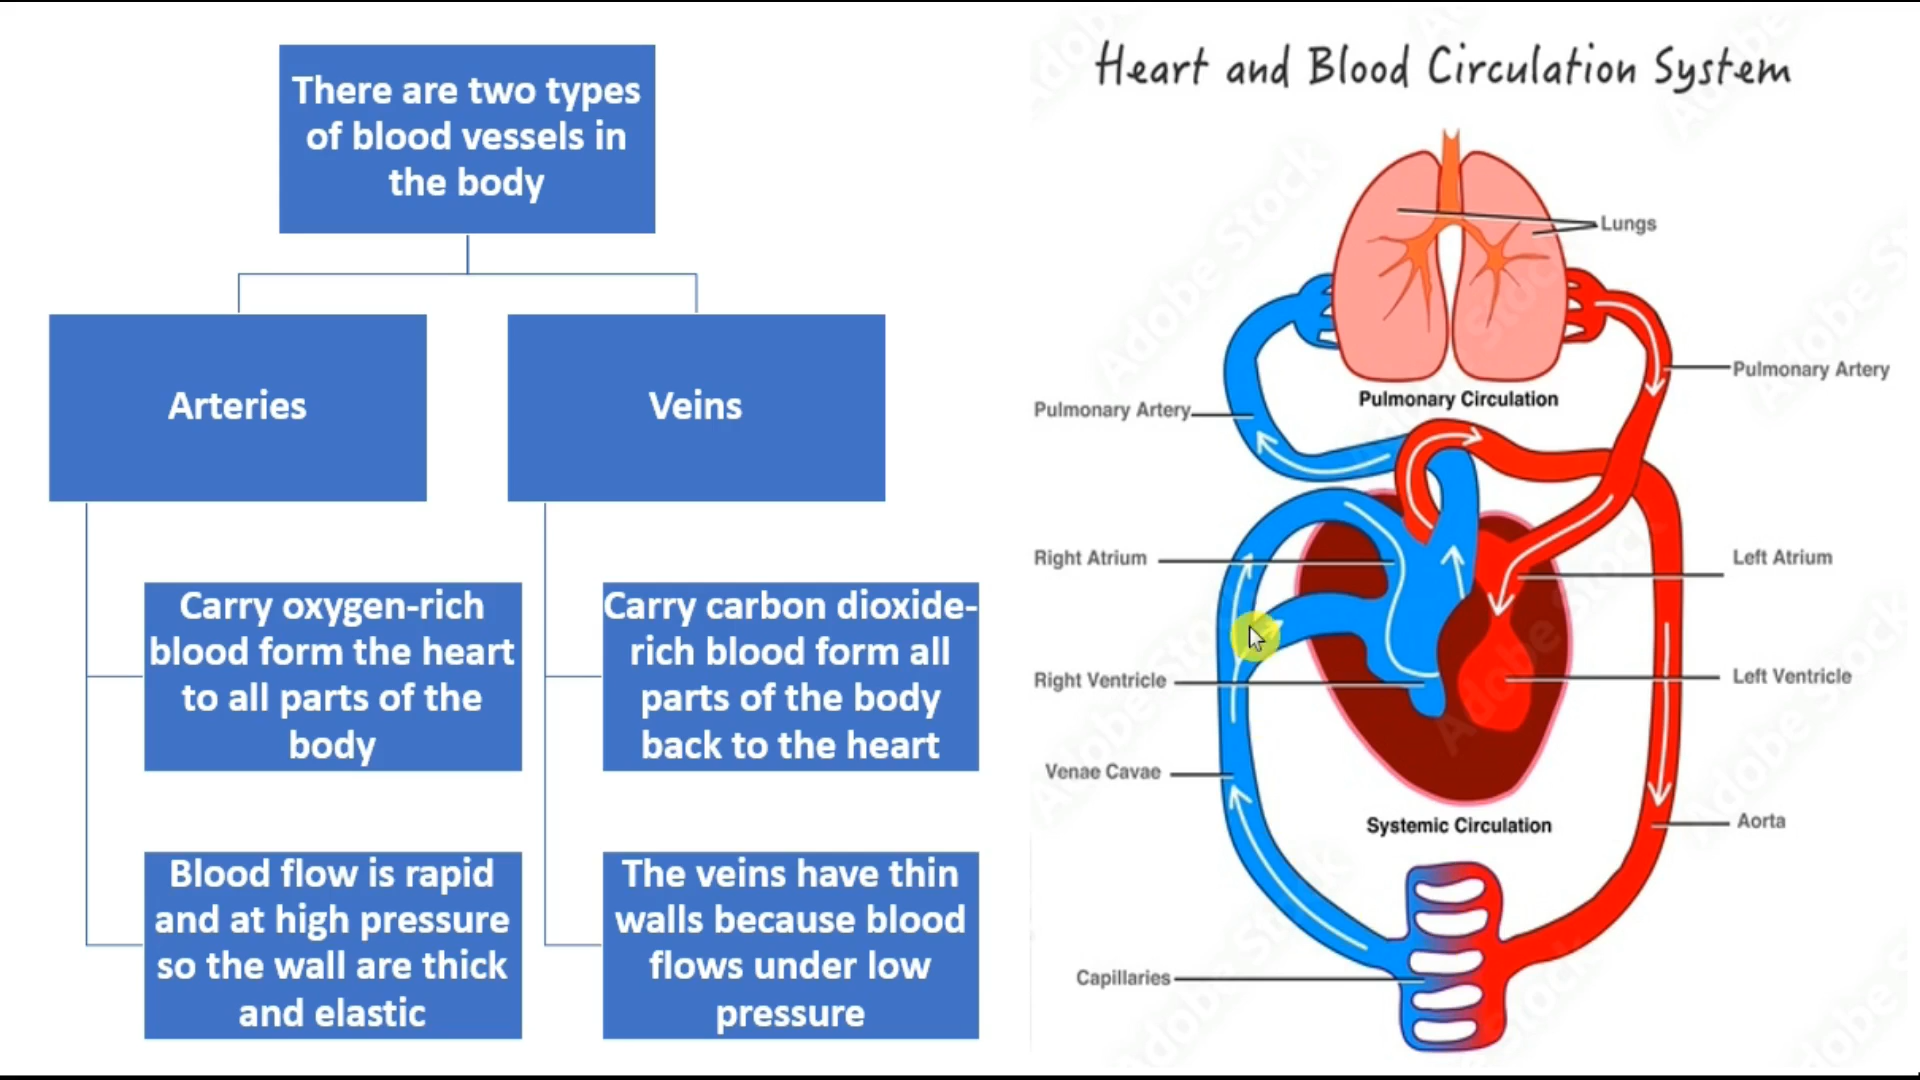 There are two types
of blood vessels in
the body
Arteries
Veins
Carry oxygen-rich
blood form the heart
to all parts of the
body
Carry carbon dioxide-
rich blood form all
parts of the body
back to the heart
Blood flow is rapid
and at high pressure
so the wall are thick
and elastic
The veins have thin
walls because blood
flows under low
pressure
Heart and Blood Circulation System
Lungs
Pulmonary Artery
Pulmonary Circulation
Pulmonary Artery
Right Atrium
Left Atrium
Right Ventricle
Left Ventricle
Venae Cavae
Systemic Circulation
Aorta
Capillaries
Adobe Stock